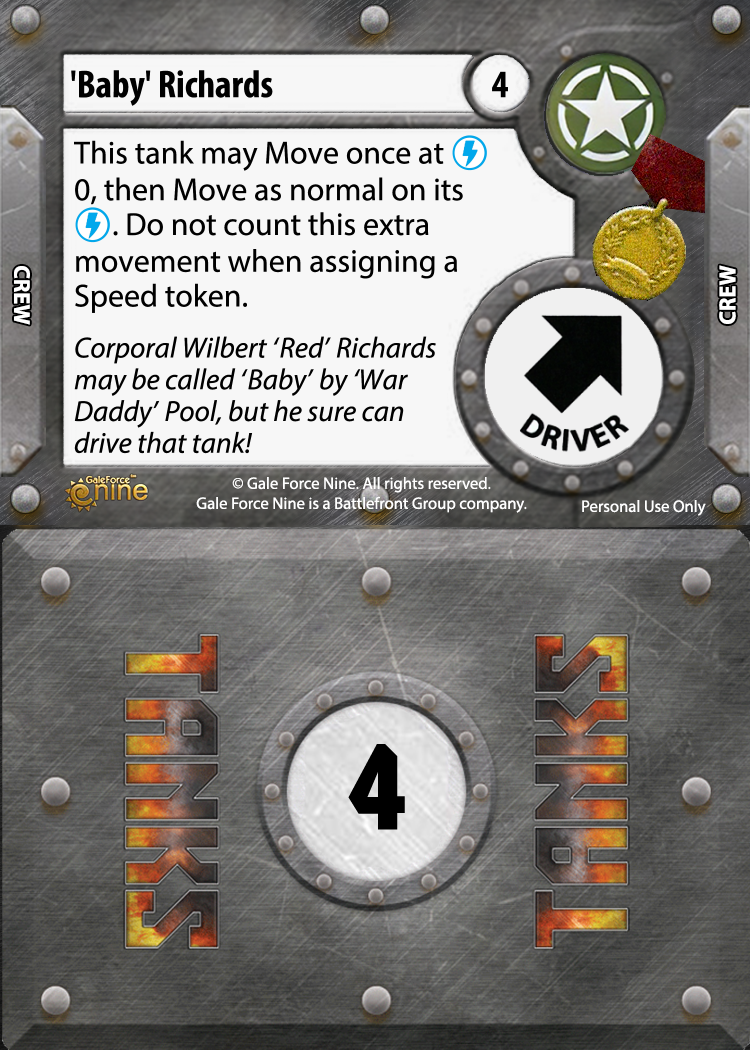 'Baby' Richards
4
This tank may Move once at
0, then Move as normal on its
. Do not count this extra
movement when assigning a
Speed token.
Corporal Wilbert ‘Red’ Richards
may be called ‘Baby’ by ‘War
Daddy’ Pool, but he sure can
drive that tank!
CREW
CREW
DRIVER
GaleForce™
nine
© Gale Force Nine. All rights reserved.
Gale Force Nine is a Battlefront Group company.
Personal Use Only
TANKS
4
TANKS